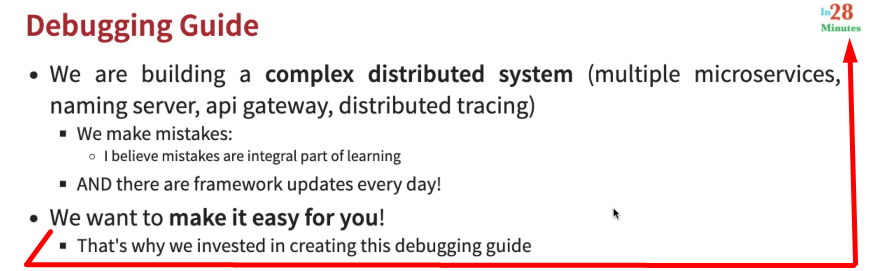 Debugging Guide
In28
Minutes
We are building a complex distributed system (multiple microservices,
naming server, api gateway, distributed tracing)
We make mistakes:
I believe mistakes are integral part of learning
AND there are framework updates every day!
We want to make it easy for you!
That's why we invested in creating this debugging guide